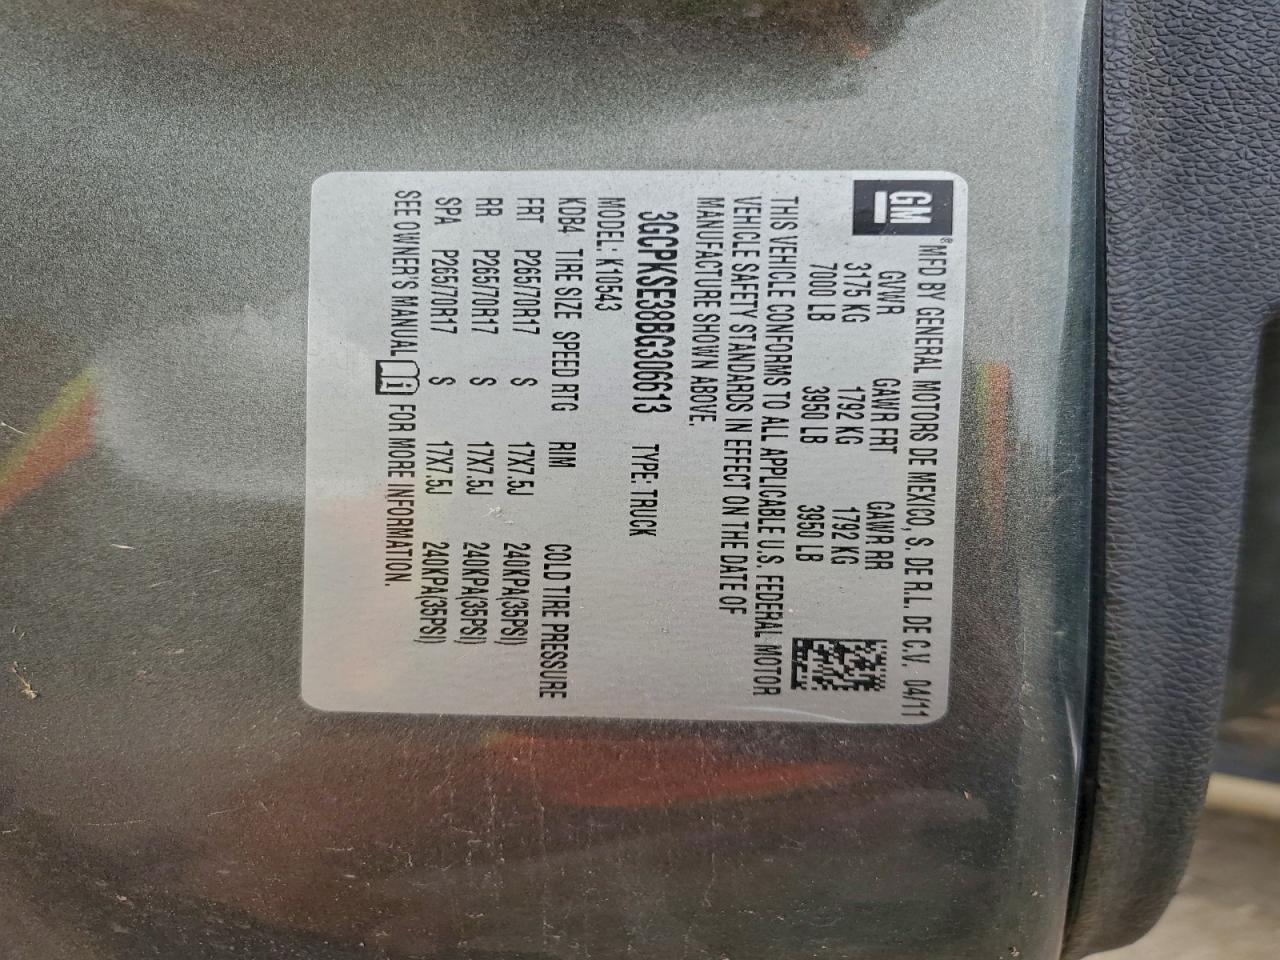 GM
® MFD BY GENERAL MOTORS DE MEXICO, S. DE R.L. DE C.V. 04/11
GVWR GAWR FRT GAWR RR
3175 KG 1792 KG 1792 KG
7000 LB 3950 LB 3950 LB
THIS VEHICLE CONFORMS TO ALL APPLICABLE U.S. FEDERAL MOTOR
VEHICLE SAFETY STANDARDS IN EFFECT ON THE DATE OF
MANUFACTURE SHOWN ABOVE.
3GCPKSE38BG306613 TYPE: TRUCK
MODEL: K10543
KDB4 TIRE SIZE SPEED RTG RIM COLD TIRE PRESSURE
FRT P265/70R17 S 17X7.5J 240KPA(35PSI)
RR P265/70R17 S 17X7.5J 240KPA(35PSI)
SPA P265/70R17 S 17X7.5J 240KPA(35PSI)
SEE OWNER'S MANUAL FOR MORE INFORMATION.